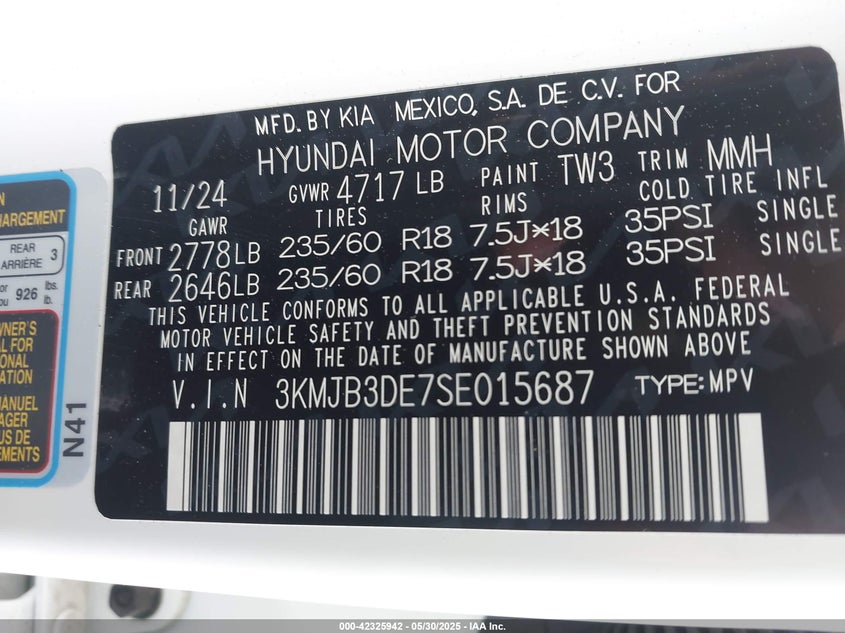 MFD. BY KIA MEXICO, S.A. DE C.V. FOR
HYUNDAI MOTOR COMPANY
11/24 GVWR 4717 LB PAINT TW3 TRIM MMH
GAWR TIRES RIMS COLD TIRE INFL
FRONT 2778LB 235/60 R18 7.5J*18 35PSI SINGLE
REAR 2646LB 235/60 R18 7.5J*18 35PSI SINGLE
THIS VEHICLE CONFORMS TO ALL APPLICABLE U.S.A. FEDERAL
MOTOR VEHICLE SAFETY AND THEFT PREVENTION STANDARDS
IN EFFECT ON THE DATE OF MANUFACTURE SHOWN ABOVE
V.I.N 3KMJB3DE7SE015687 TYPE:MPV
REAR
ARRIÈRE 3
926 lbs.
lb.
N41
000-42325942 - 05/30/2025 - IAA Inc.